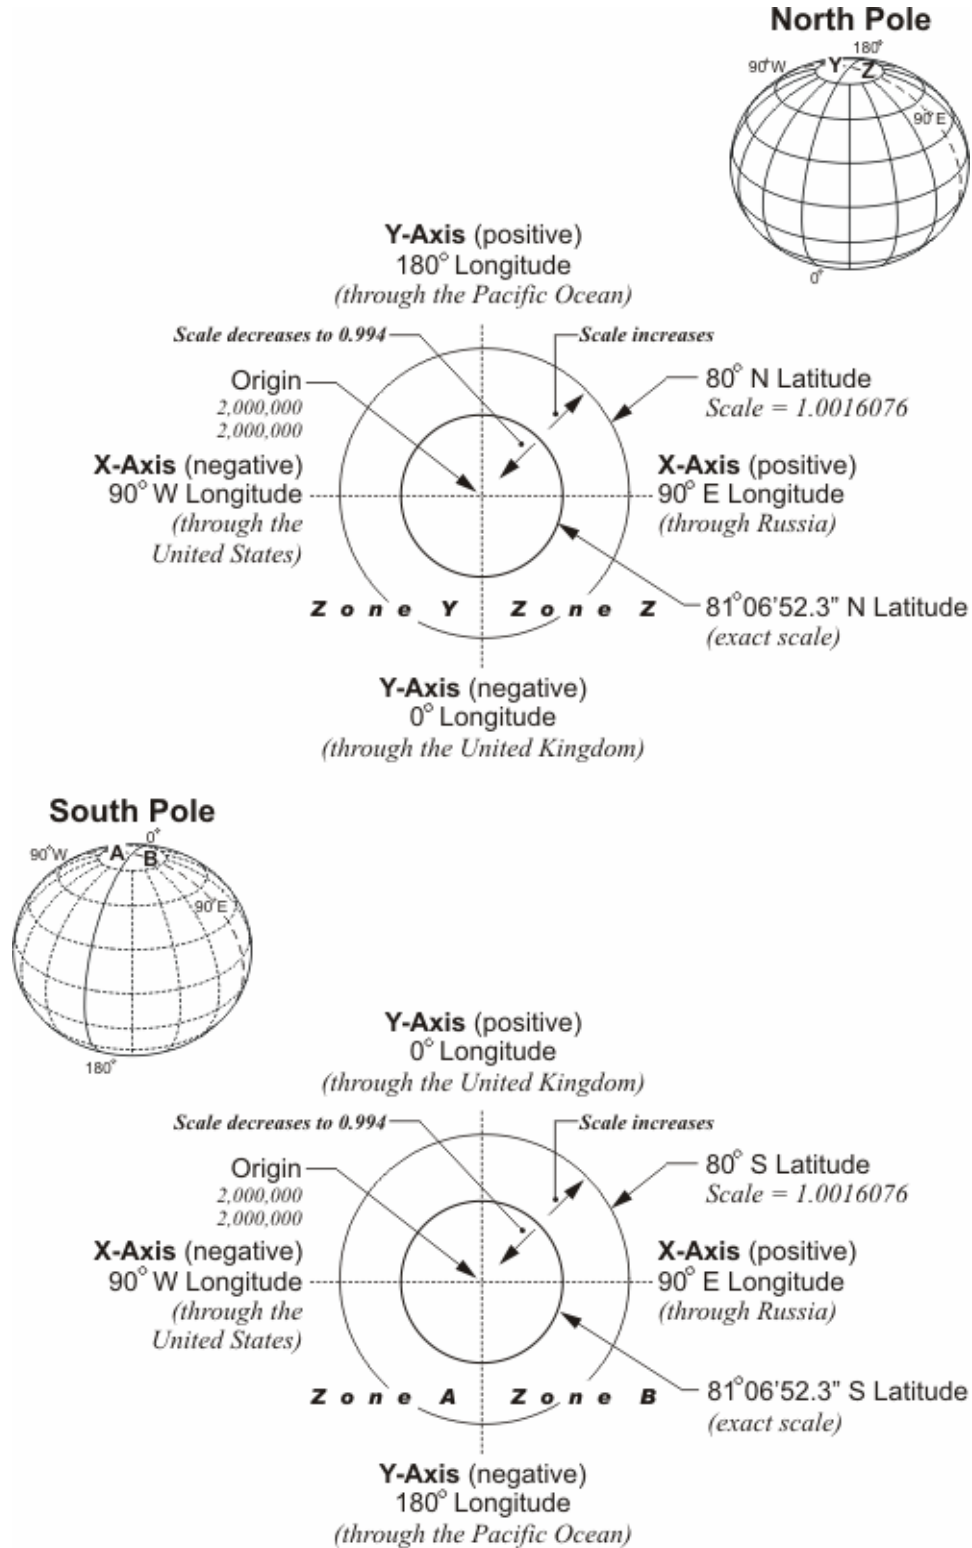 North Pole
180°
90°W
Y
Z
90°E
0°
Y-Axis (positive)
180° Longitude
(through the Pacific Ocean)
Scale decreases to 0.994
Scale increases
Origin
2,000,000
2,000,000
80° N Latitude
Scale = 1.0016076
X-Axis (negative)
90° W Longitude
(through the
United States)
X-Axis (positive)
90° E Longitude
(through Russia)
Zone Y
Zone Z
81°06'52.3" N Latitude
(exact scale)
Y-Axis (negative)
0° Longitude
(through the United Kingdom)
South Pole
0°
90°W
A
B
90°E
180°
Y-Axis (positive)
0° Longitude
(through the United Kingdom)
Scale decreases to 0.994
Scale increases
Origin
2,000,000
2,000,000
80° S Latitude
Scale = 1.0016076
X-Axis (negative)
90° W Longitude
(through the
United States)
X-Axis (positive)
90° E Longitude
(through Russia)
Zone A
Zone B
81°06'52.3" S Latitude
(exact scale)
Y-Axis (negative)
180° Longitude
(through the Pacific Ocean)